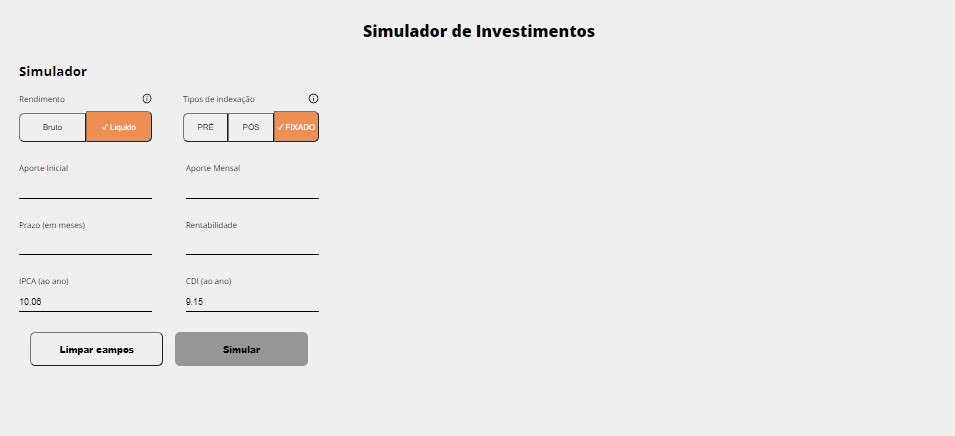 Simulador de Investimentos
Simulador
Rendimento
Tipos de indexação
Bruto
✓ Liquido
PRÉ
PÓS
✓ FIXADO
Aporte Inicial
Aporte Mensal
Prazo (em meses)
Rentabilidade
IPCA (ao ano)
CDI (ao ano)
10.06
9.15
Limpar campos
Simular